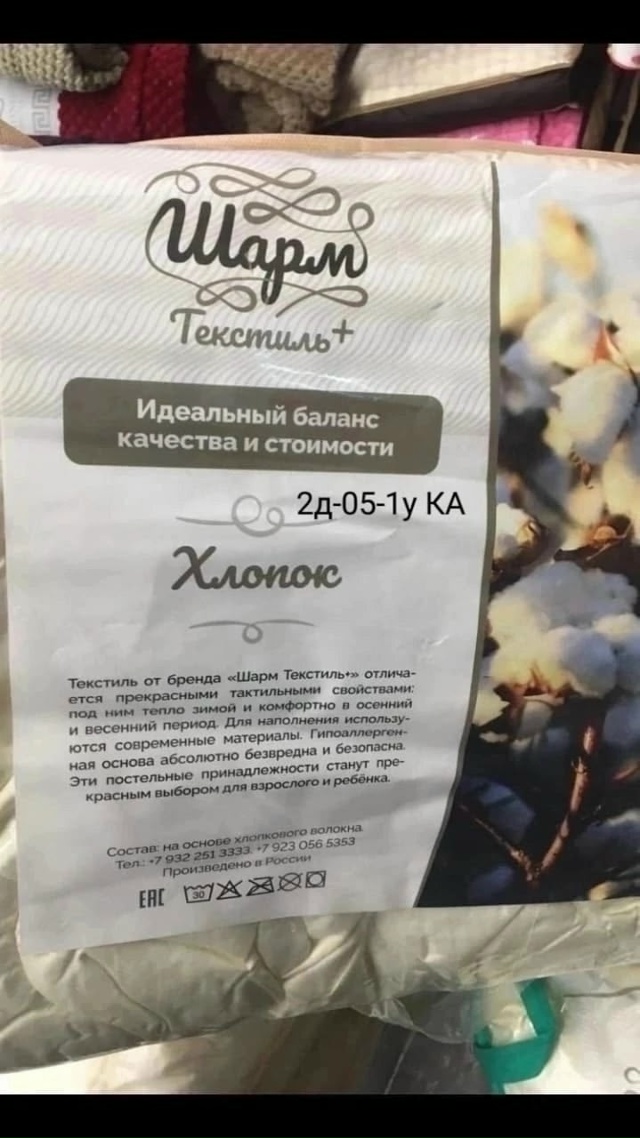 Шарм
Текстиль+
Идеальный баланс
качества и стоимости
2д-05-1у КА
Хлопок
Текстиль от бренда «Шарм Текстиль+» отлича-
ется прекрасными тактильными свойствами:
под ним тепло зимой и комфортно в осенний
и весенний период. Для наполнения использу-
ются современные материалы. Гипоаллерген-
ная основа абсолютно безвредна и безопасна.
Эти постельные принадлежности станут пре-
красным выбором для взрослого и ребёнка.
Состав: на основе хлопкового волокна.
Тел.: +7 932 251 3333, +7 923 056 5353
Произведено в России
ЕАС 30